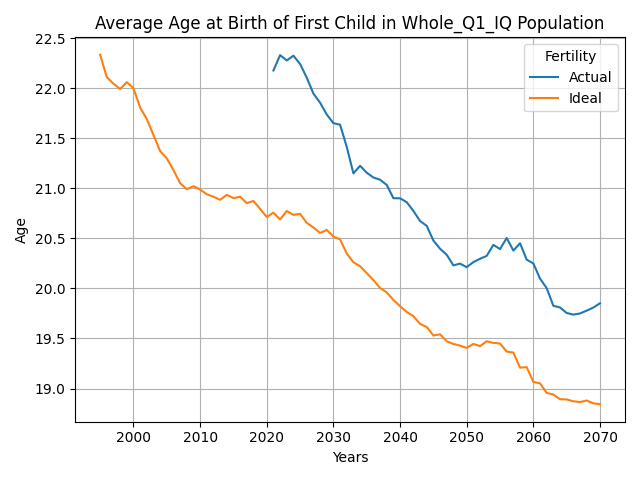 Average Age at Birth of First Child in Whole_Q1_IQ Population
22.5
22.0
21.5
21.0
20.5
20.0
19.5
19.0
Age
Fertility
Actual
Ideal
2000 2010 2020 2030 2040 2050 2060 2070
Years